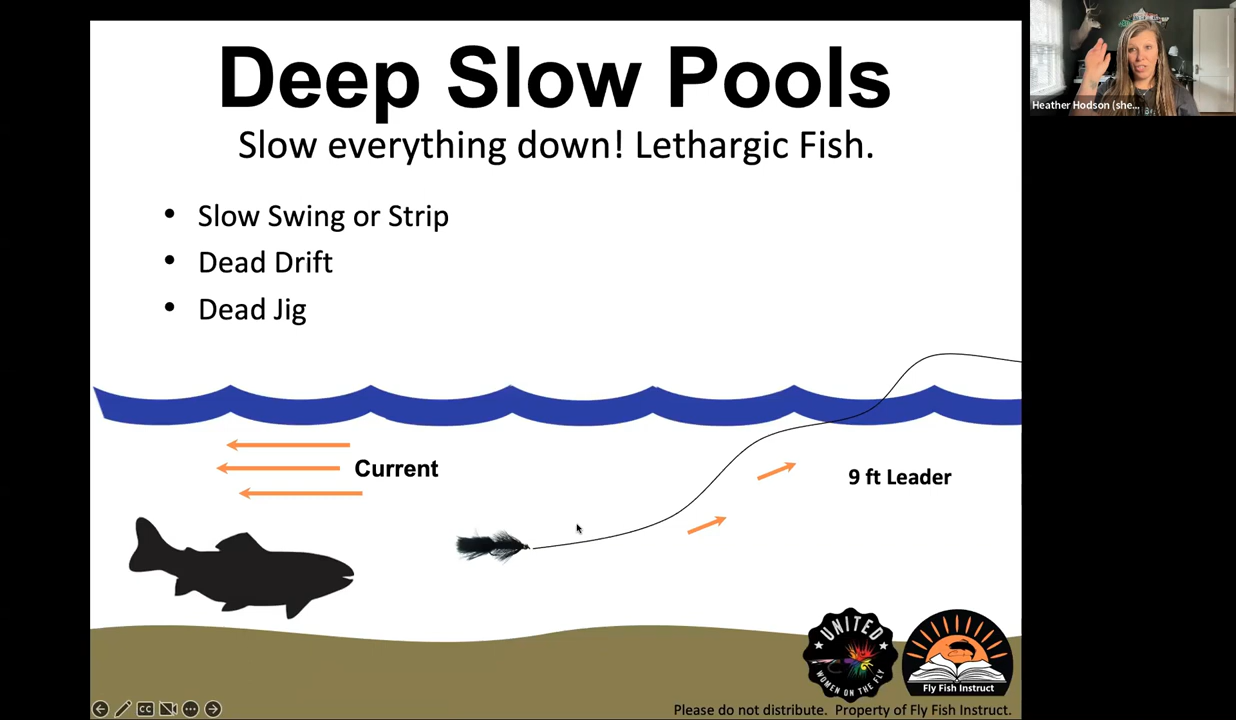 Deep Slow Pools
Slow everything down! Lethargic Fish.
• Slow Swing or Strip
• Dead Drift
• Dead Jig
Current
9 ft Leader
UNITED
WOMEN ON THE FLY
Fly Fish Instruct
Please do not distribute. Property of Fly Fish Instruct.
CC
Heather Hodson (she...